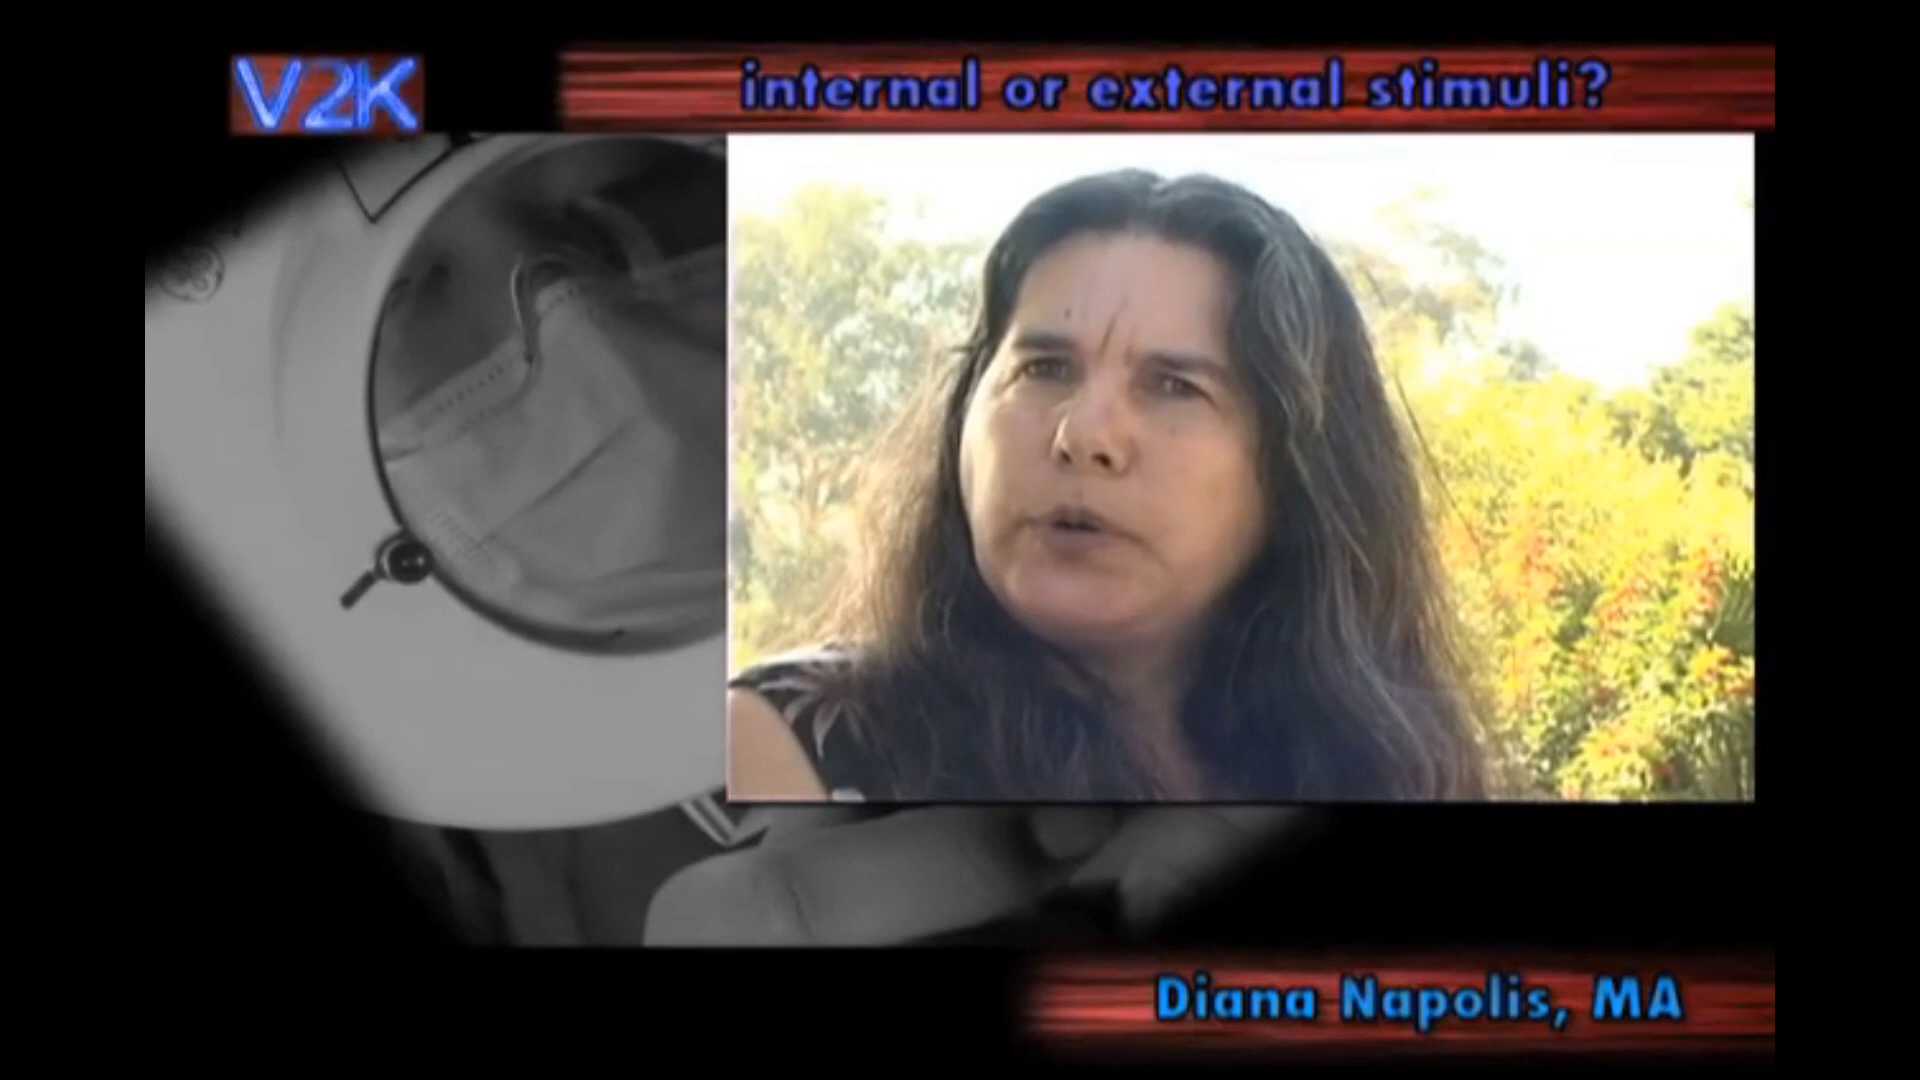 V2K
internal or external stimuli?
Diana Napolis, MA